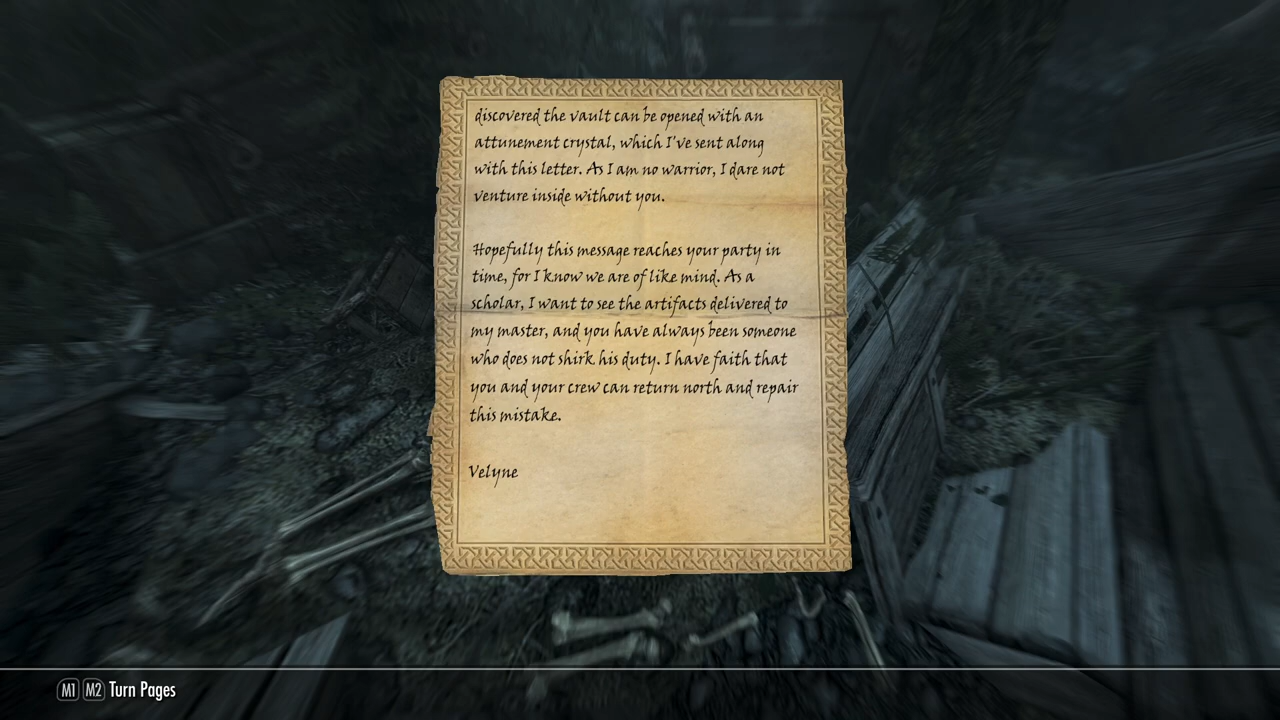 discovered the vault can be opened with an
attunement crystal, which I've sent along
with this letter. As I am no warrior, I dare not
venture inside without you.
Hopefully this message reaches your party in
time, for I know we are of like mind. As a
scholar, I want to see the artifacts delivered to
my master, and you have always been someone
who does not shirk his duty. I have faith that
you and your crew can return north and repair
this mistake.
Velyne
M1 M2 Turn Pages